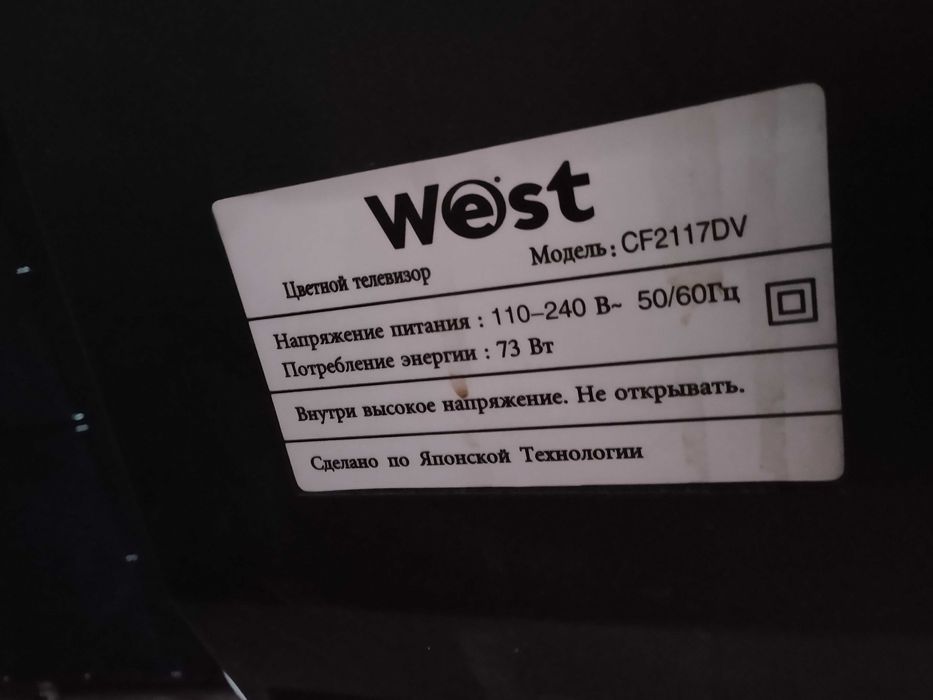 West
Цветной телевизор Модель: CF2117DV
Напряжение питания : 110–240 В~ 50/60Гц
Потребление энергии : 73 Вт
Внутри высокое напряжение. Не открывать.
Сделано по Японской Технологии